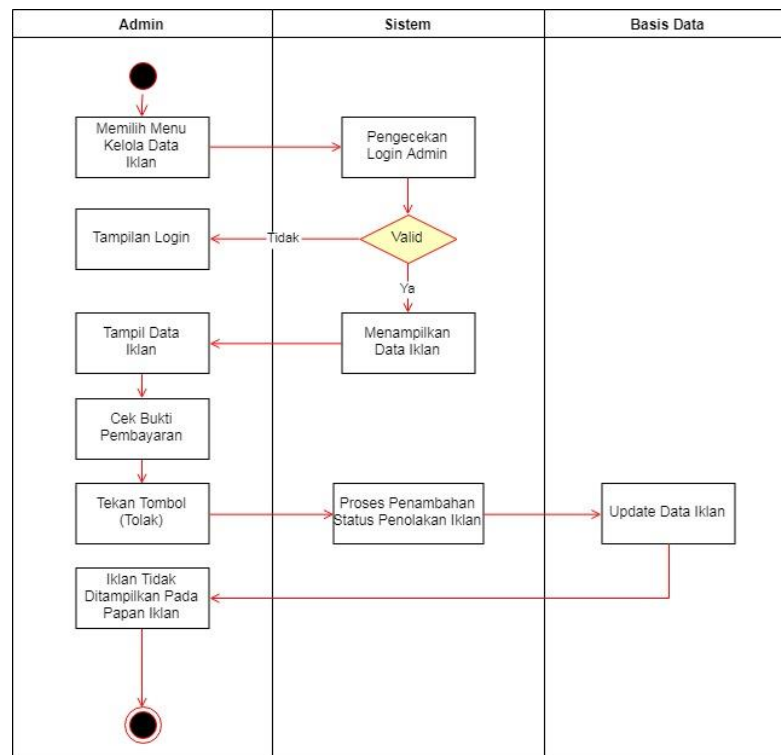 Admin
Sistem
Basis Data
Memilih Menu
Kelola Data
Iklan
Pengecekan
Login Admin
Tampilan Login
Tidak
Valid
Ya
Tampil Data
Iklan
Menampilkan
Data Iklan
Cek Bukti
Pembayaran
Tekan Tombol
(Tolak)
Proses Penambahan
Status Penolakan Iklan
Update Data Iklan
Iklan Tidak
Ditampilkan Pada
Papan Iklan